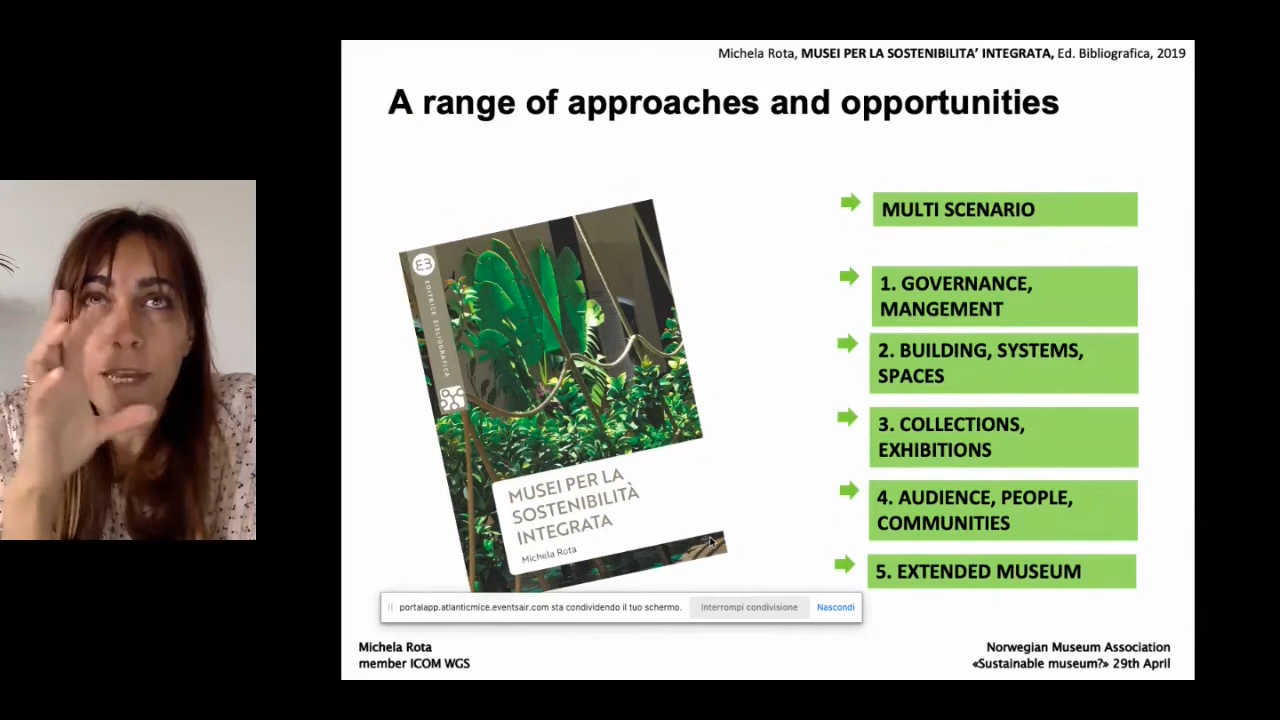 Michela Rota, MUSEI PER LA SOSTENIBILITA’ INTEGRATA, Ed. Bibliografica, 2019
A range of approaches and opportunities
MULTI SCENARIO
1. GOVERNANCE,
MANGEMENT
2. BUILDING, SYSTEMS,
SPACES
3. COLLECTIONS,
EXHIBITIONS
4. AUDIENCE, PEOPLE,
COMMUNITIES
5. EXTENDED MUSEUM
EDITRICE BIBLIOGRAFICA
MUSEI PER LA
SOSTENIBILITÀ
INTEGRATA
Michela Rota
portalapp.atlanticmice.eventsair.com sta condividendo il tuo schermo.
Interrompi condivisione
Nascondi
Michela Rota
member ICOM WGS
Norwegian Museum Association
«Sustainable museum?» 29th April